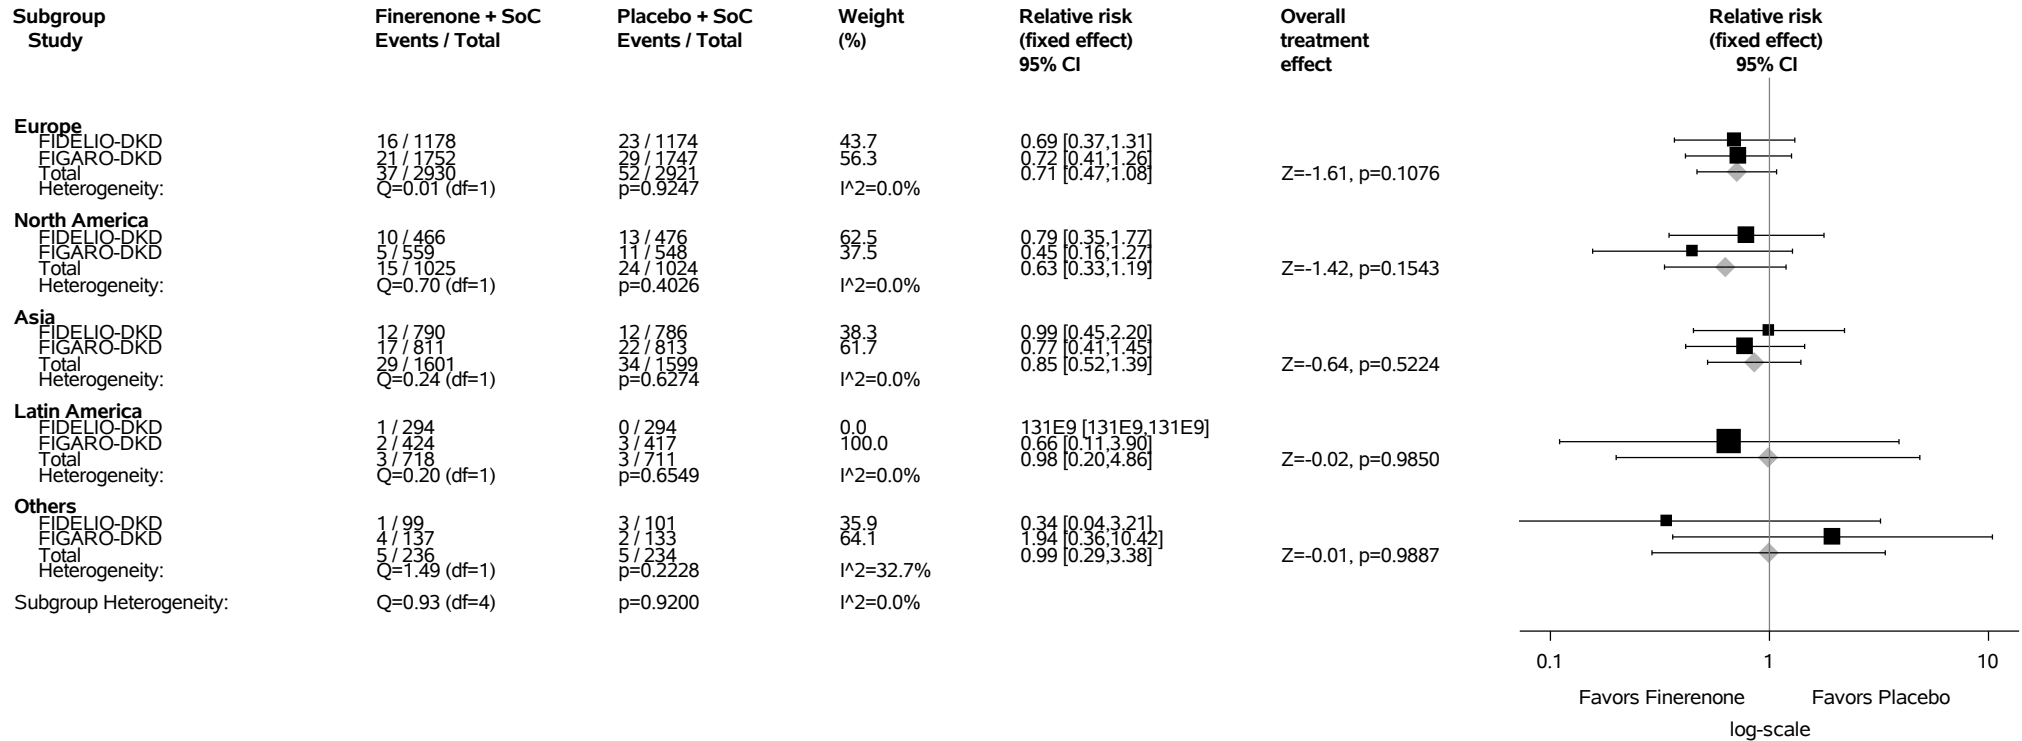 Subgroup Finerenone + SoC Placebo + SoC Weight Relative risk Overall Relative risk
Study Events / Total Events / Total (%) (fixed effect) treatment (fixed effect)
95% CI effect 95% CI
Europe
FIDELIO-DKD 16 / 1178 23 / 1174 43.7 0.69 [0.37,1.31]
FIGARO-DKD 21 / 1752 29 / 1747 56.3 0.72 [0.41,1.26]
Total 37 / 2930 52 / 2921 0.71 [0.47,1.08] Z=-1.61, p=0.1076
Heterogeneity: Q=0.01 (df=1) p=0.9247 I^2=0.0%
North America
FIDELIO-DKD 10 / 466 13 / 476 62.5 0.79 [0.35,1.77]
FIGARO-DKD 5 / 559 11 / 548 37.5 0.45 [0.16,1.27]
Total 15 / 1025 24 / 1024 0.63 [0.33,1.19] Z=-1.42, p=0.1543
Heterogeneity: Q=0.70 (df=1) p=0.4026 I^2=0.0%
Asia
FIDELIO-DKD 12 / 790 12 / 786 38.3 0.99 [0.45,2.20]
FIGARO-DKD 17 / 811 22 / 813 61.7 0.77 [0.41,1.45]
Total 29 / 1601 34 / 1599 0.85 [0.52,1.39] Z=-0.64, p=0.5224
Heterogeneity: Q=0.24 (df=1) p=0.6274 I^2=0.0%
Latin America
FIDELIO-DKD 1 / 294 0 / 294 0.0 131E9 [131E9,131E9]
FIGARO-DKD 2 / 424 3 / 417 100.0 0.66 [0.11,3.90]
Total 3 / 718 3 / 711 0.98 [0.20,4.86] Z=-0.02, p=0.9850
Heterogeneity: Q=0.20 (df=1) p=0.6549 I^2=0.0%
Others
FIDELIO-DKD 1 / 99 3 / 101 35.9 0.34 [0.04,3.21]
FIGARO-DKD 4 / 137 2 / 133 64.1 1.94 [0.36,10.42]
Total 5 / 236 5 / 234 0.99 [0.29,3.38] Z=-0.01, p=0.9887
Heterogeneity: Q=1.49 (df=1) p=0.2228 I^2=32.7%
Subgroup Heterogeneity: Q=0.93 (df=4) p=0.9200 I^2=0.0%
0.1 1 10
Favors Finerenone Favors Placebo
log-scale